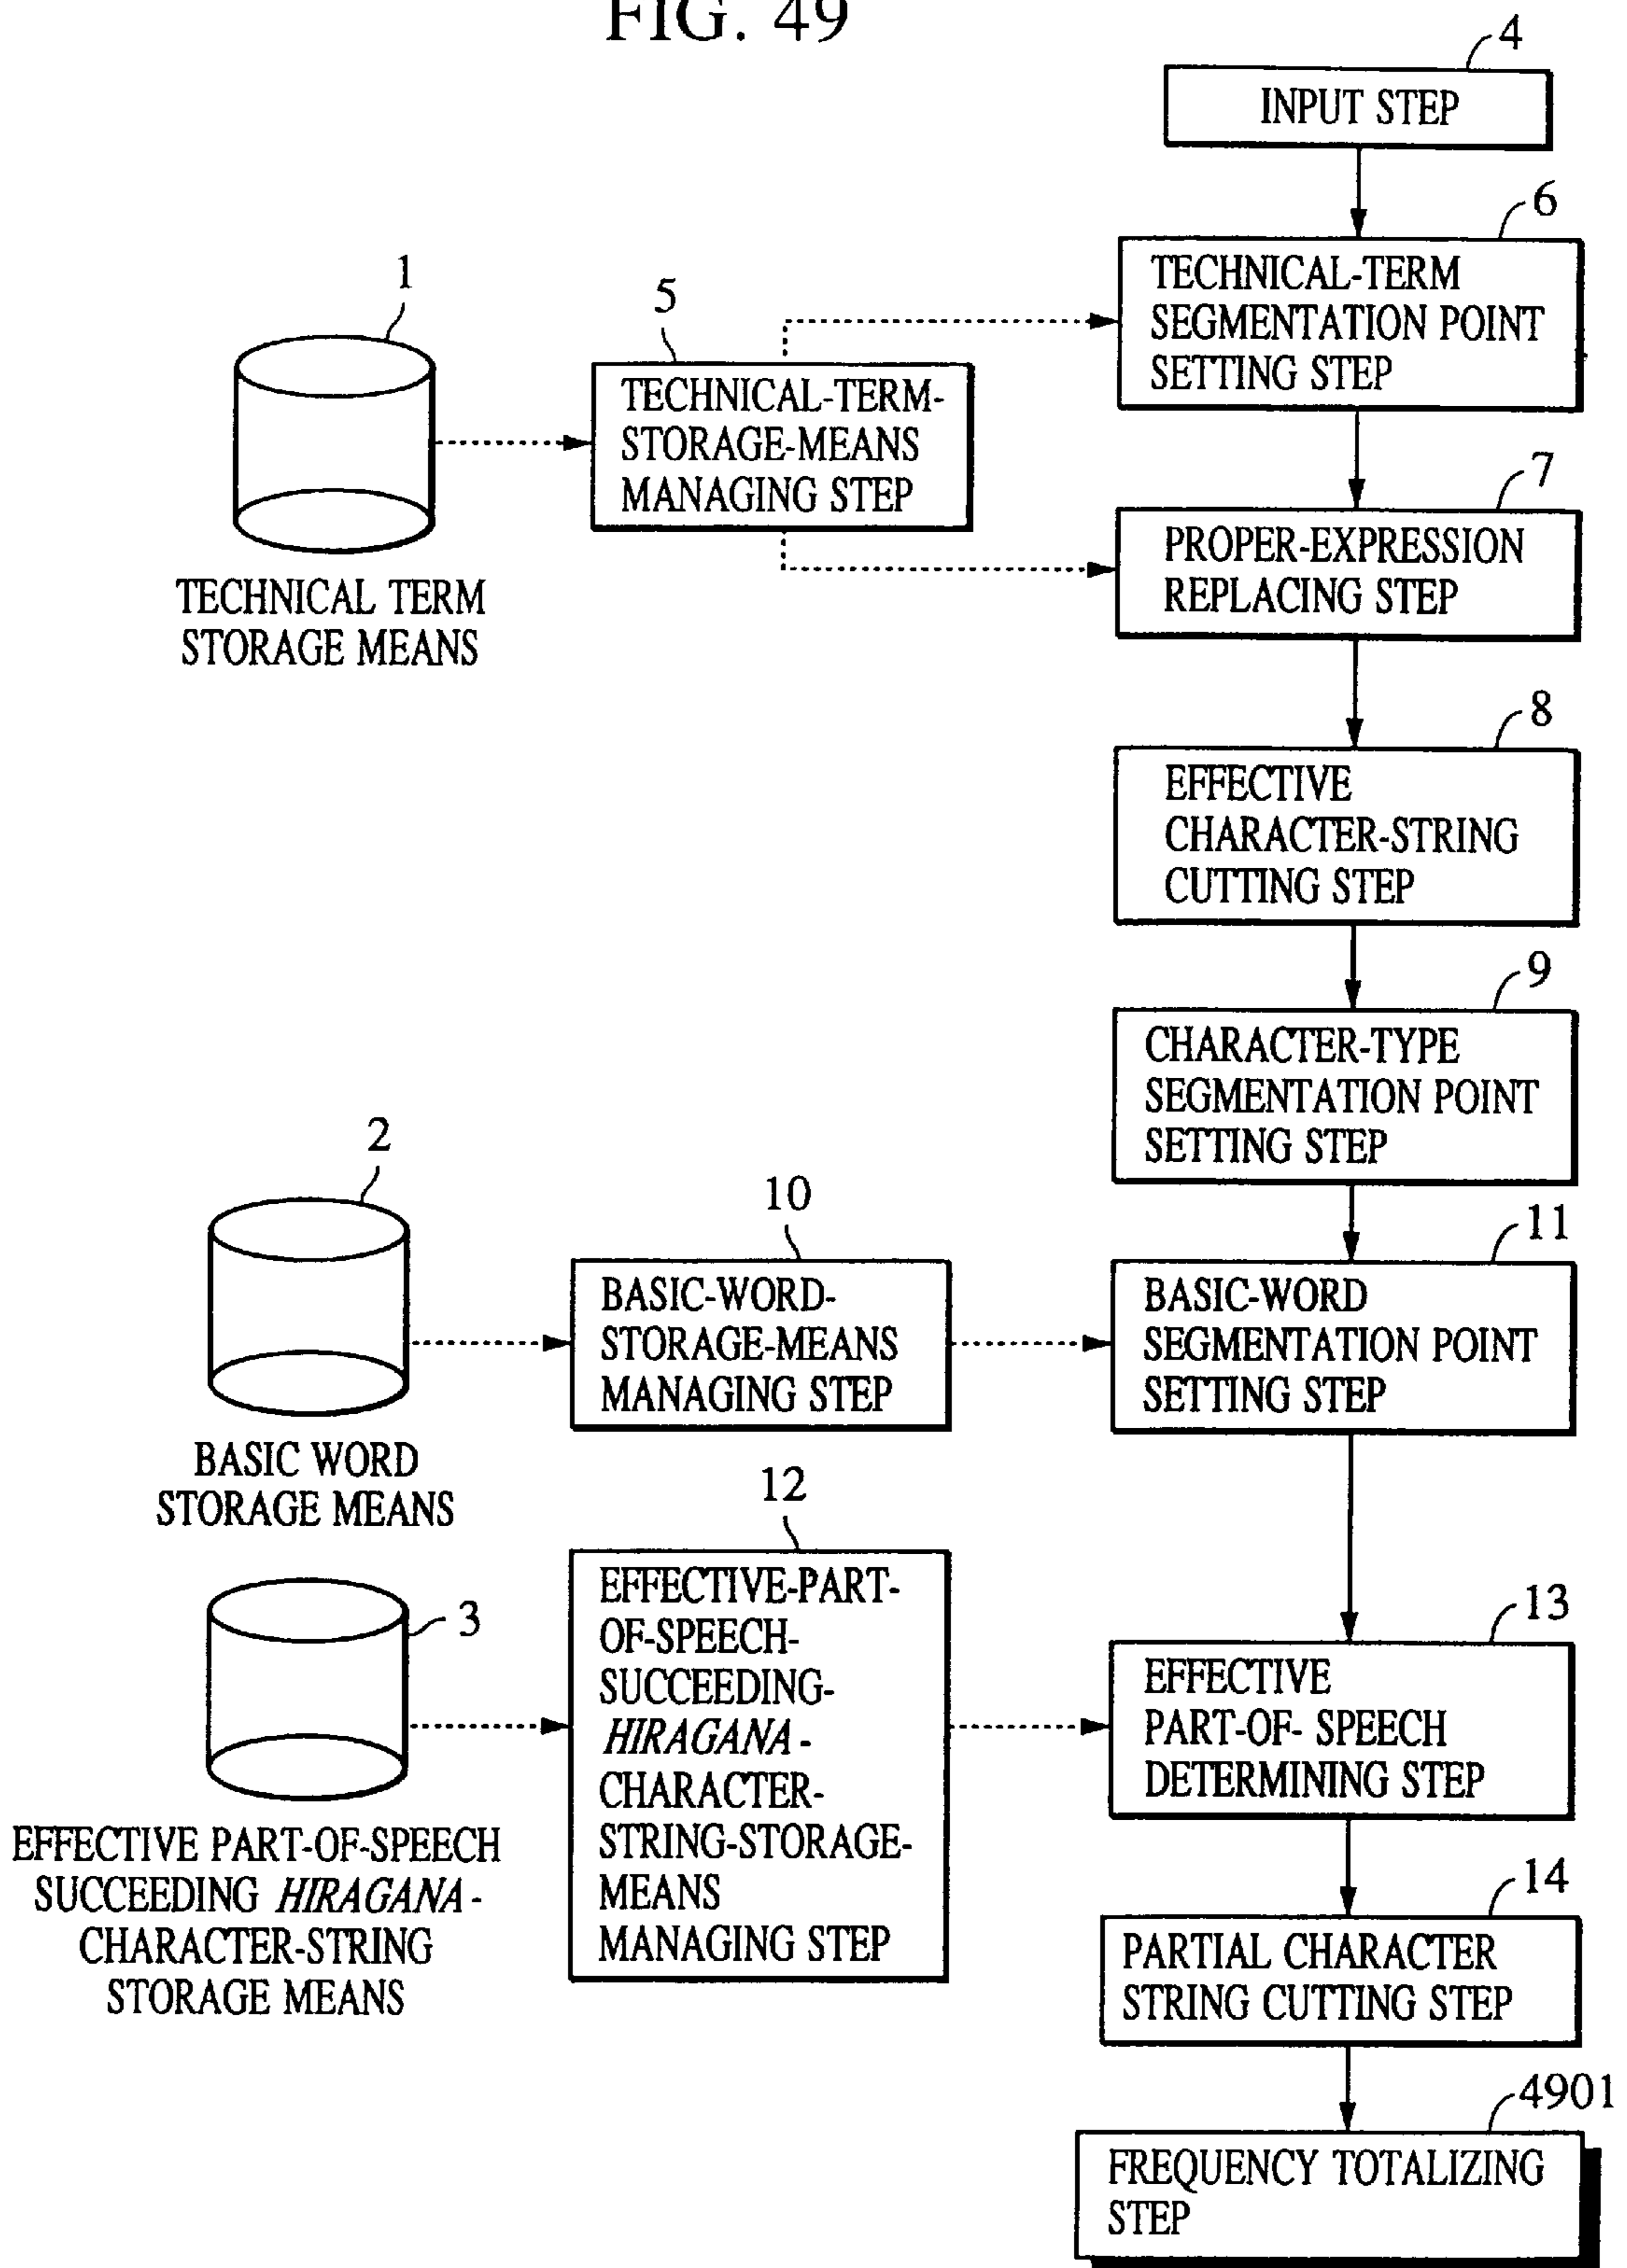 FIG. 49
4
INPUT STEP
6
TECHNICAL-TERM
SEGMENTATION POINT
SETTING STEP
1
TECHNICAL TERM
STORAGE MEANS
5
TECHNICAL-TERM-
STORAGE-MEANS
MANAGING STEP
7
PROPER-EXPRESSION
REPLACING STEP
8
EFFECTIVE
CHARACTER-STRING
CUTTING STEP
9
CHARACTER-TYPE
SEGMENTATION POINT
SETTING STEP
2
BASIC WORD
STORAGE MEANS
10
BASIC-WORD-
STORAGE-MEANS
MANAGING STEP
11
BASIC-WORD
SEGMENTATION POINT
SETTING STEP
3
EFFECTIVE PART-OF-SPEECH
SUCCEEDING HIRAGANA-
CHARACTER-STRING
STORAGE MEANS
12
EFFECTIVE-PART-
OF-SPEECH-
SUCCEEDING-
HIRAGANA-
CHARACTER-
STRING-STORAGE-
MEANS
MANAGING STEP
13
EFFECTIVE
PART-OF- SPEECH
DETERMINING STEP
14
PARTIAL CHARACTER
STRING CUTTING STEP
4901
FREQUENCY TOTALIZING
STEP